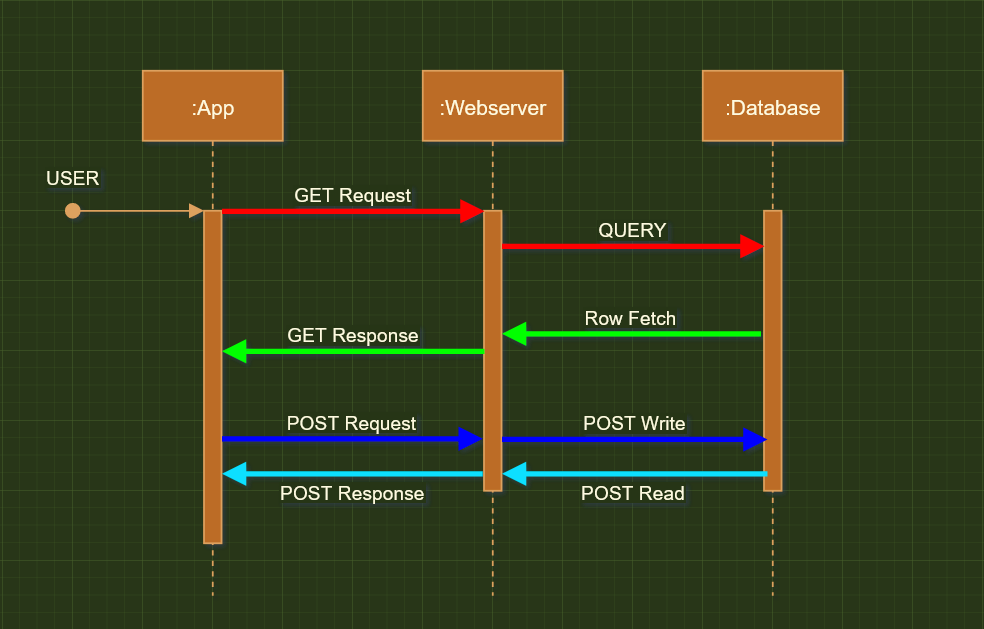 :App
:Webserver
:Database
USER
GET Request
QUERY
Row Fetch
GET Response
POST Request
POST Write
POST Response
POST Read